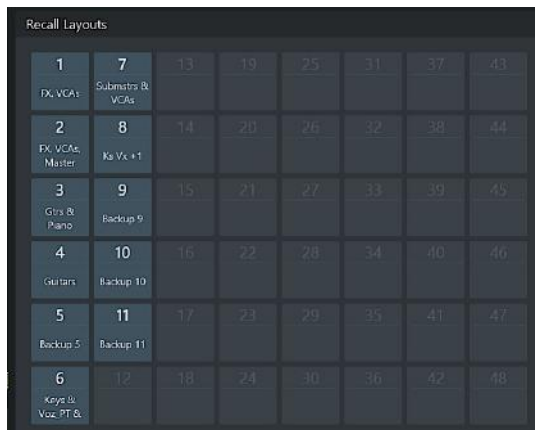 Recall Layouts
1 7 13 19 25 31 37 43
FX, VCAs
Submstrs &
VCAs
2 8 14 20 26 32 38 44
FX, VCAs,
Master
Ks Vx +1
3 9 15 21 27 33 39 45
Gtrs &
Piano
Backup 9
4 10 16 22 28 34 40 46
Guitars Backup 10
5 11 17 23 29 35 41 47
Backup 5 Backup 11
6 12 18 24 30 36 42 48
Keys &
Voz_PT &